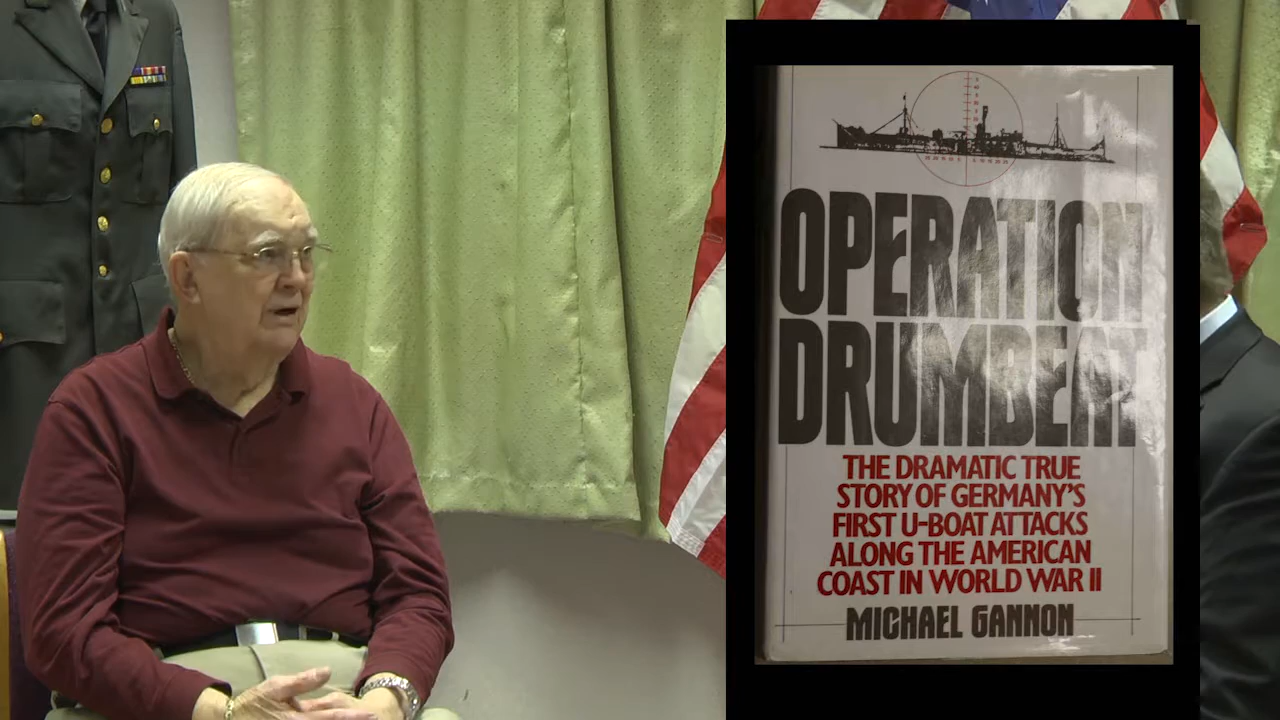 OPERATION
DRUMBEAT
THE DRAMATIC TRUE
STORY OF GERMANY'S
FIRST U-BOAT ATTACKS
ALONG THE AMERICAN
COAST IN WORLD WAR II
MICHAEL GANNON